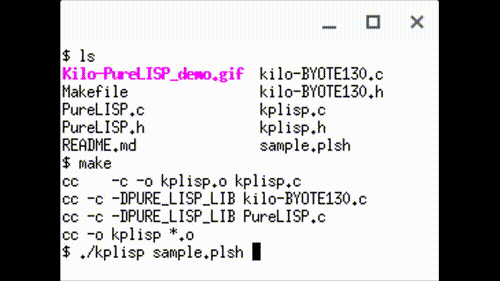 $ ls
Kilo-PureLISP_demo.gif  kilo-BYOTE130.c
Makefile                kilo-BYOTE130.h
PureLISP.c              kplisp.c
PureLISP.h              kplisp.h
README.md               sample.plsh
$ make
cc    -c -o kplisp.o kplisp.c
cc -c -DPURE_LISP_LIB kilo-BYOTE130.c
cc -c -DPURE_LISP_LIB PureLISP.c
cc -o kplisp *.o
$ ./kplisp sample.plsh